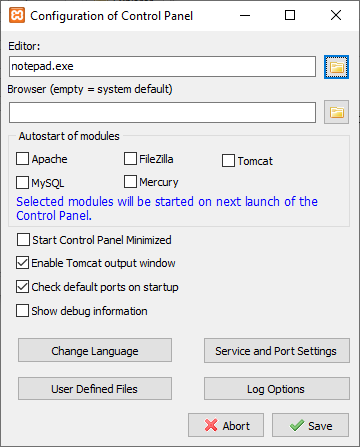 Configuration of Control Panel
Editor:
notepad.exe
Browser (empty = system default)
Autostart of modules
Apache FileZilla Tomcat
MySQL Mercury
Selected modules will be started on next launch of the
Control Panel.
Start Control Panel Minimized
Enable Tomcat output window
Check default ports on startup
Show debug information
Change Language Service and Port Settings
User Defined Files Log Options
Abort Save